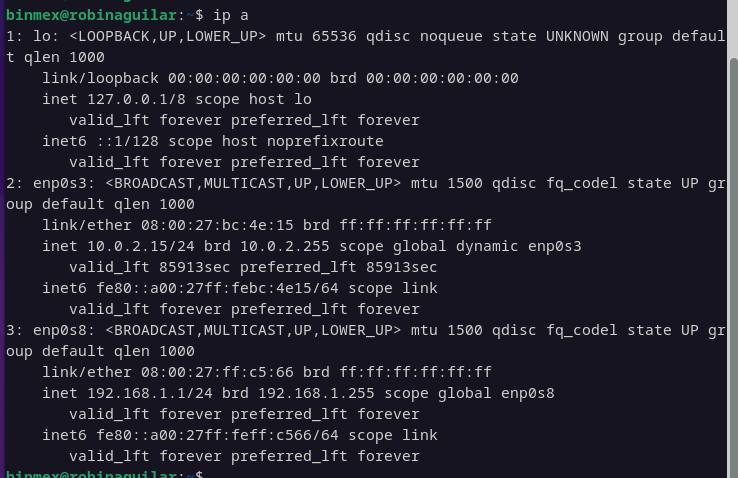 binmex@robinaguilar:~$ ip a
1: lo: <LOOPBACK,UP,LOWER_UP> mtu 65536 qdisc noqueue state UNKNOWN group defaul
t qlen 1000
    link/loopback 00:00:00:00:00:00 brd 00:00:00:00:00:00
    inet 127.0.0.1/8 scope host lo
       valid_lft forever preferred_lft forever
    inet6 ::1/128 scope host noprefixroute
       valid_lft forever preferred_lft forever
2: enp0s3: <BROADCAST,MULTICAST,UP,LOWER_UP> mtu 1500 qdisc fq_codel state UP gr
oup default qlen 1000
    link/ether 08:00:27:bc:4e:15 brd ff:ff:ff:ff:ff:ff
    inet 10.0.2.15/24 brd 10.0.2.255 scope global dynamic enp0s3
       valid_lft 85913sec preferred_lft 85913sec
    inet6 fe80::a00:27ff:febc:4e15/64 scope link
       valid_lft forever preferred_lft forever
3: enp0s8: <BROADCAST,MULTICAST,UP,LOWER_UP> mtu 1500 qdisc fq_codel state UP gr
oup default qlen 1000
    link/ether 08:00:27:ff:c5:66 brd ff:ff:ff:ff:ff:ff
    inet 192.168.1.1/24 brd 192.168.1.255 scope global enp0s8
       valid_lft forever preferred_lft forever
    inet6 fe80::a00:27ff:feff:c566/64 scope link
       valid_lft forever preferred_lft forever
binmex@robinaguilar:~$